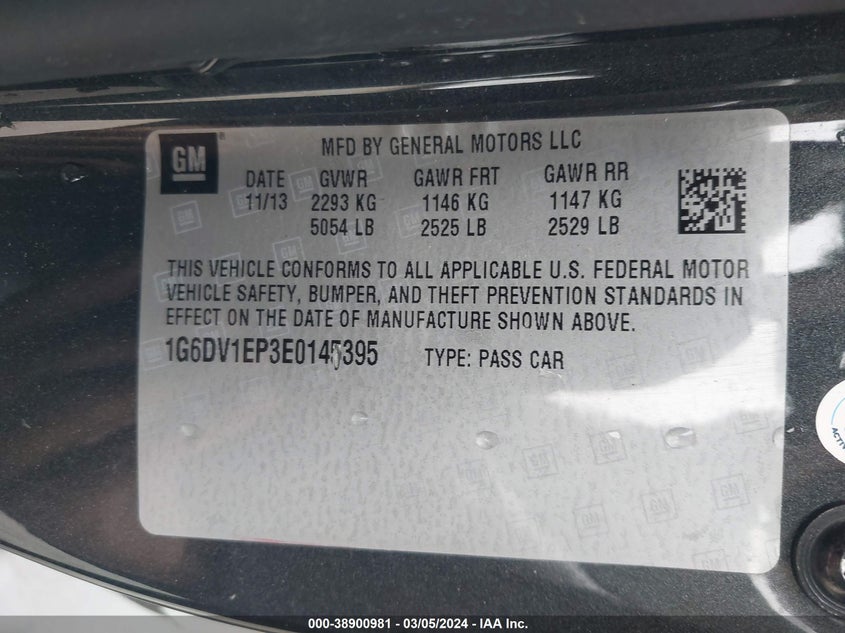 GM
MFD BY GENERAL MOTORS LLC
DATE GVWR GAWR FRT GAWR RR
11/13 2293 KG 1146 KG 1147 KG
5054 LB 2525 LB 2529 LB
THIS VEHICLE CONFORMS TO ALL APPLICABLE U.S. FEDERAL MOTOR
VEHICLE SAFETY, BUMPER, AND THEFT PREVENTION STANDARDS IN
EFFECT ON THE DATE OF MANUFACTURE SHOWN ABOVE.
1G6DV1EP3E0145395 TYPE: PASS CAR
000-38900981 - 03/05/2024 - IAA Inc.